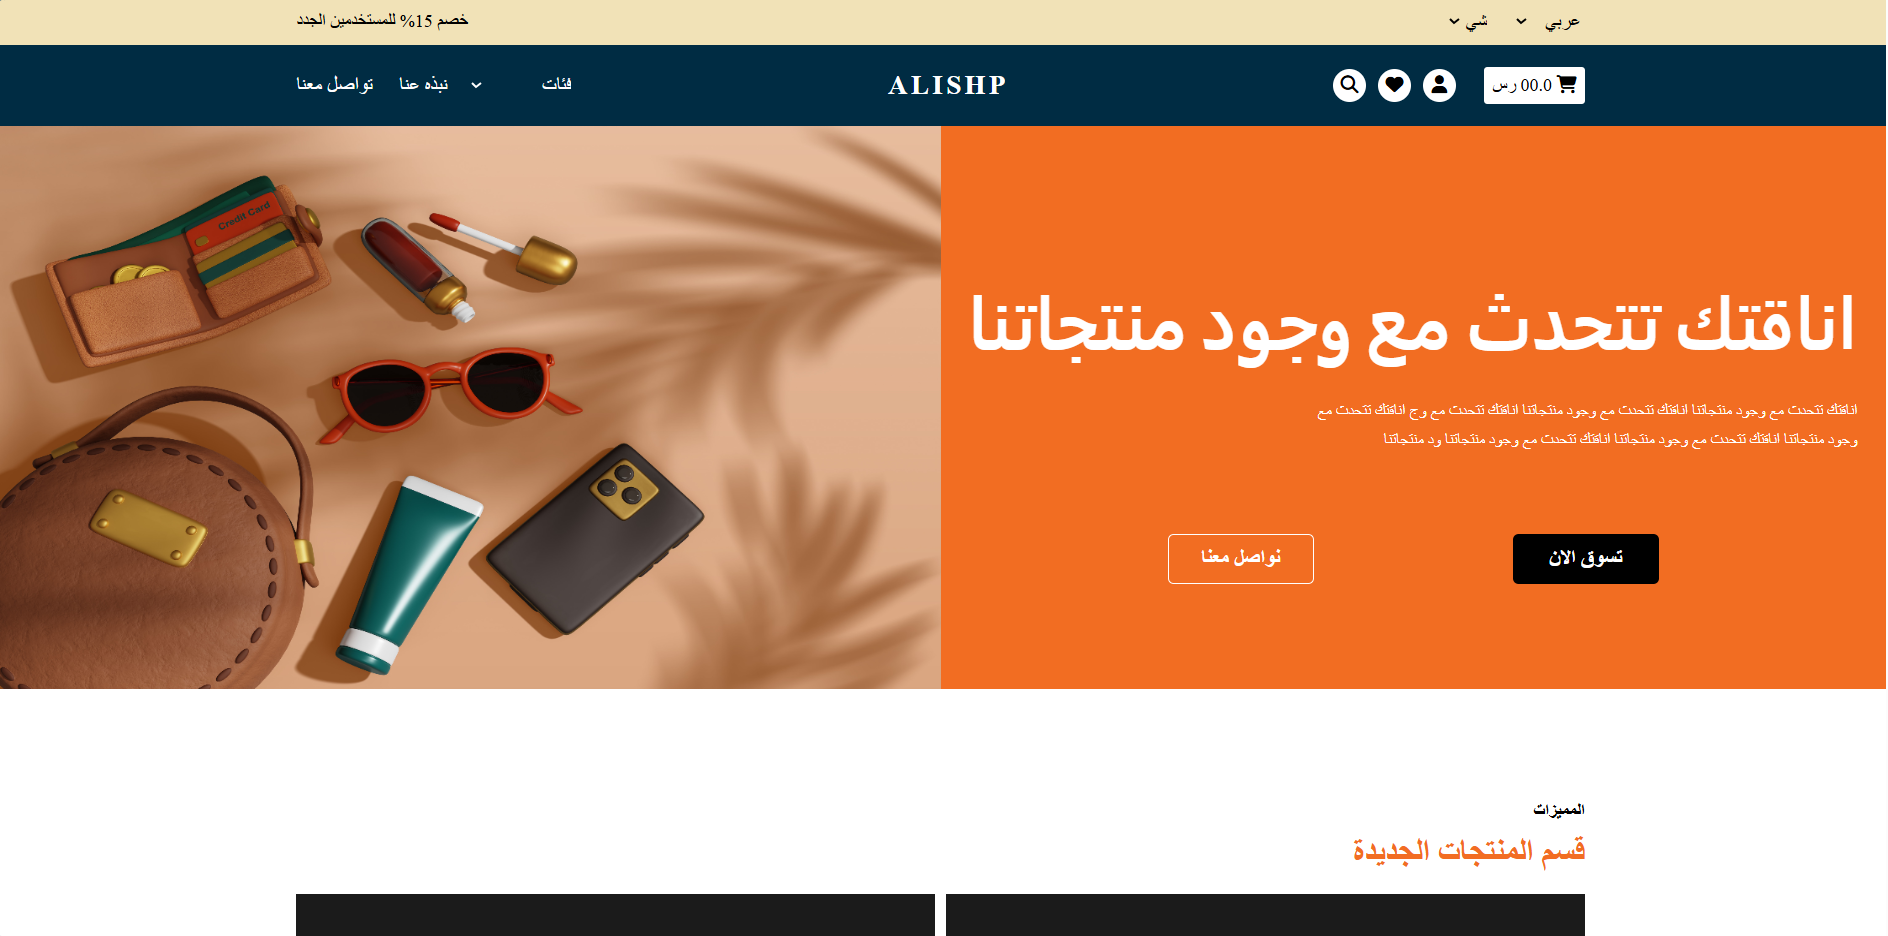 عربي
شي
خصم 15% للمستخدمين الجدد
00.0 رس
ALISHP
فئات
نبذه عنا
تواصل معنا
Credit Card
اناقتك تتحدث مع وجود منتجاتنا
اناقتك تتحدث مع وجود منتجاتنا اناقتك تتحدث مع وجود منتجاتنا اناقتك تتحدث مع وج اناقتك تتحدث مع
وجود منتجاتنا اناقتك تتحدث مع وجود منتجاتنا اناقتك تتحدث مع وجود منتجاتنا ود منتجاتنا
تسوق الان
نواصل معنا
المميزات
قسم المنتجات الجديدة